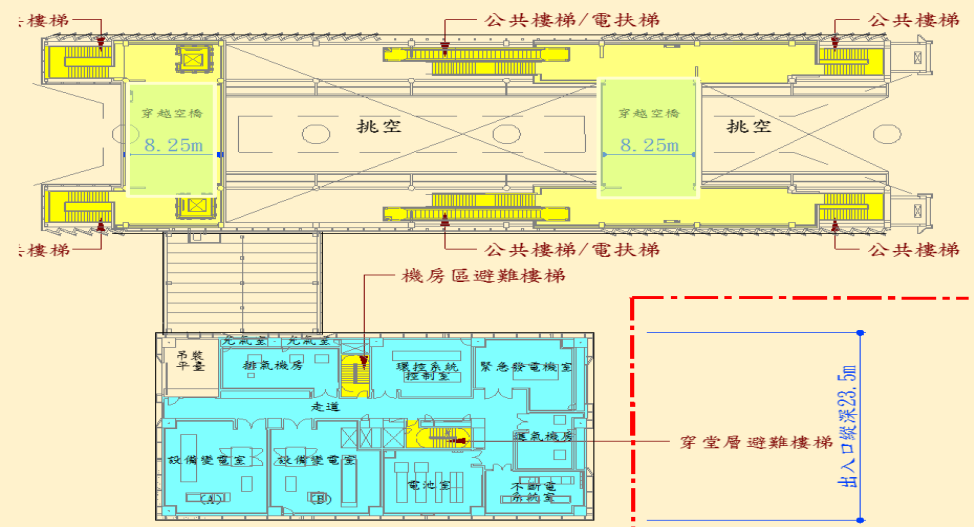 共樓梯
公共樓梯/電扶梯
公共樓梯
穿越空橋
8.25m
挑空
穿越空橋
8.25m
挑空
共樓梯
公共樓梯/電扶梯
公共樓梯
機房區避難樓梯
吊裝
平臺
排氣機房
環控系統
控制室
緊急發電機室
走道
進氣機房
穿堂層避難樓梯
出入口縱深23.5m
設備變電室
(A)
設備變電室
(B)
電池室
不斷電
系統室